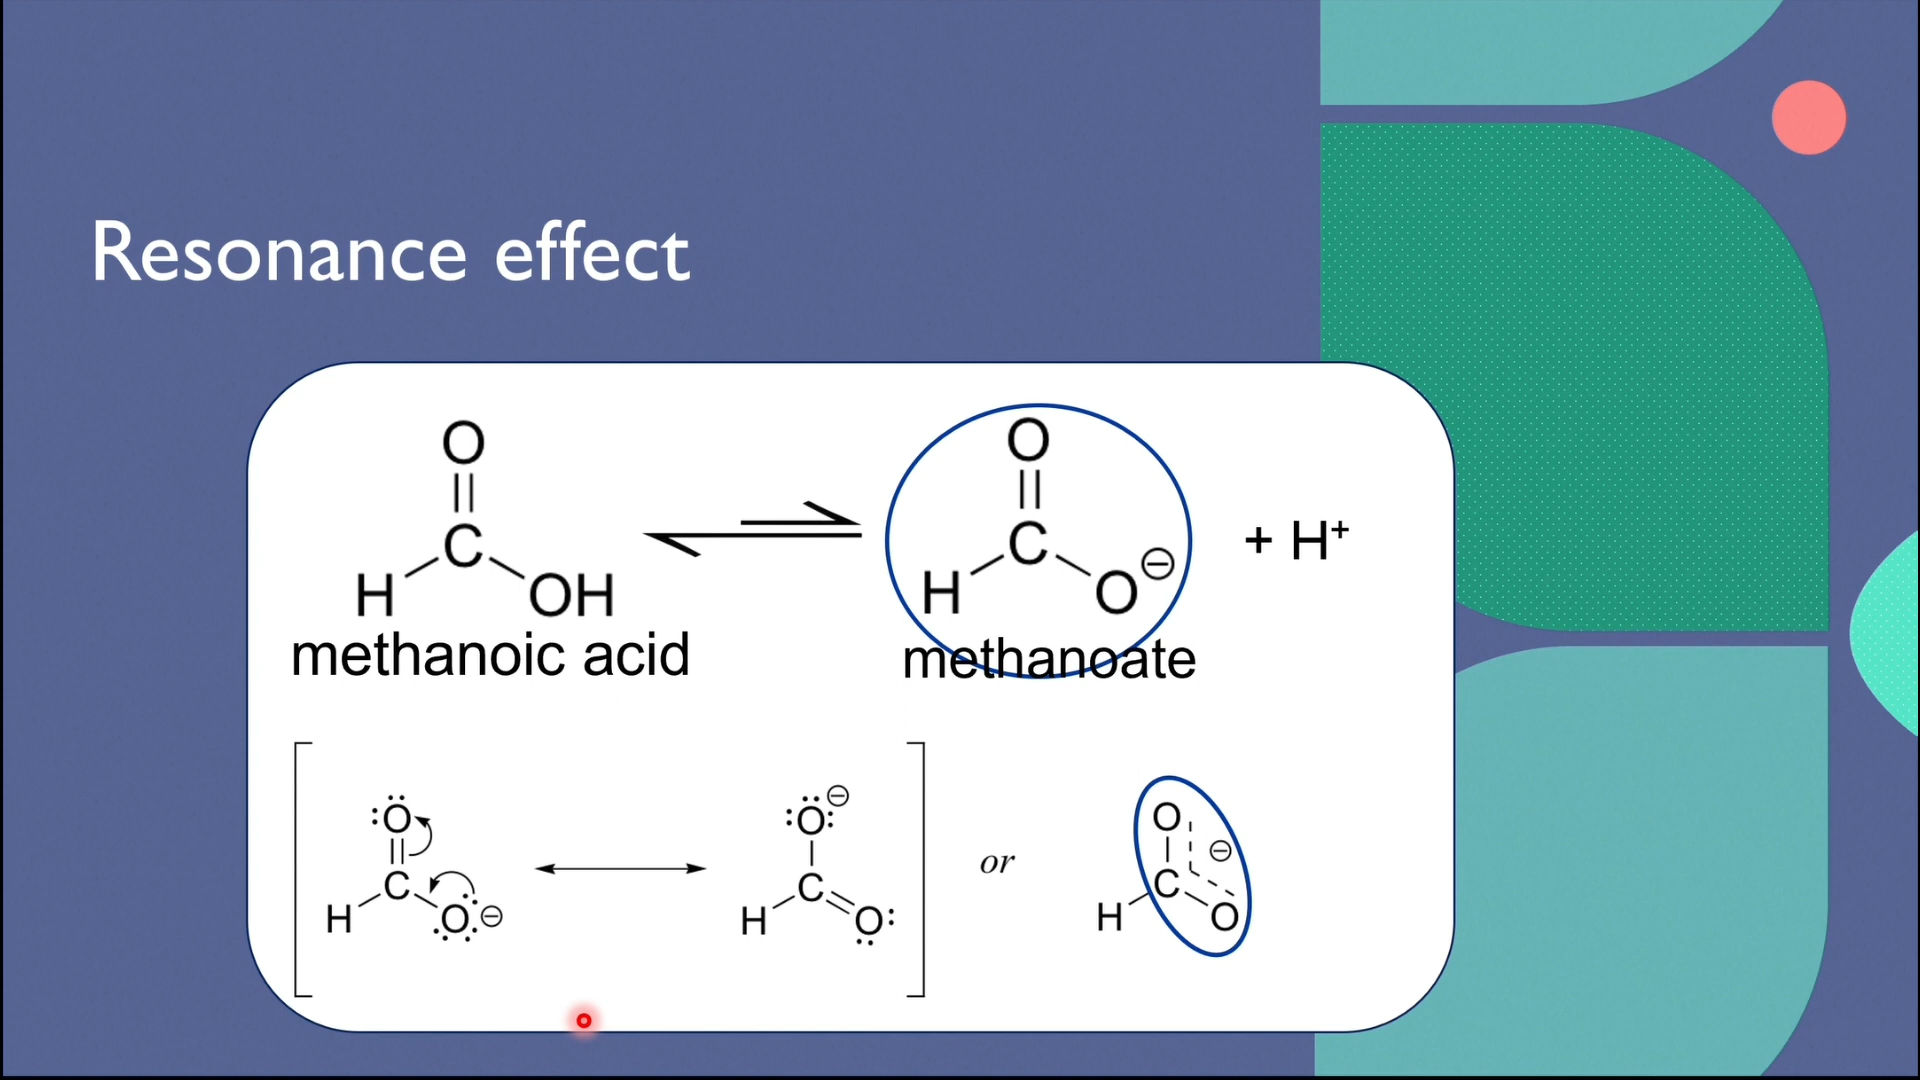 Resonance effect
O
C
H
OH
methanoic acid
O
C
H
O⊖
methanoate
+ H⁺
:Ö
C
H
O:⊖
:Ö:⊖
C
H
O:
or
O
⊖
C
H
O